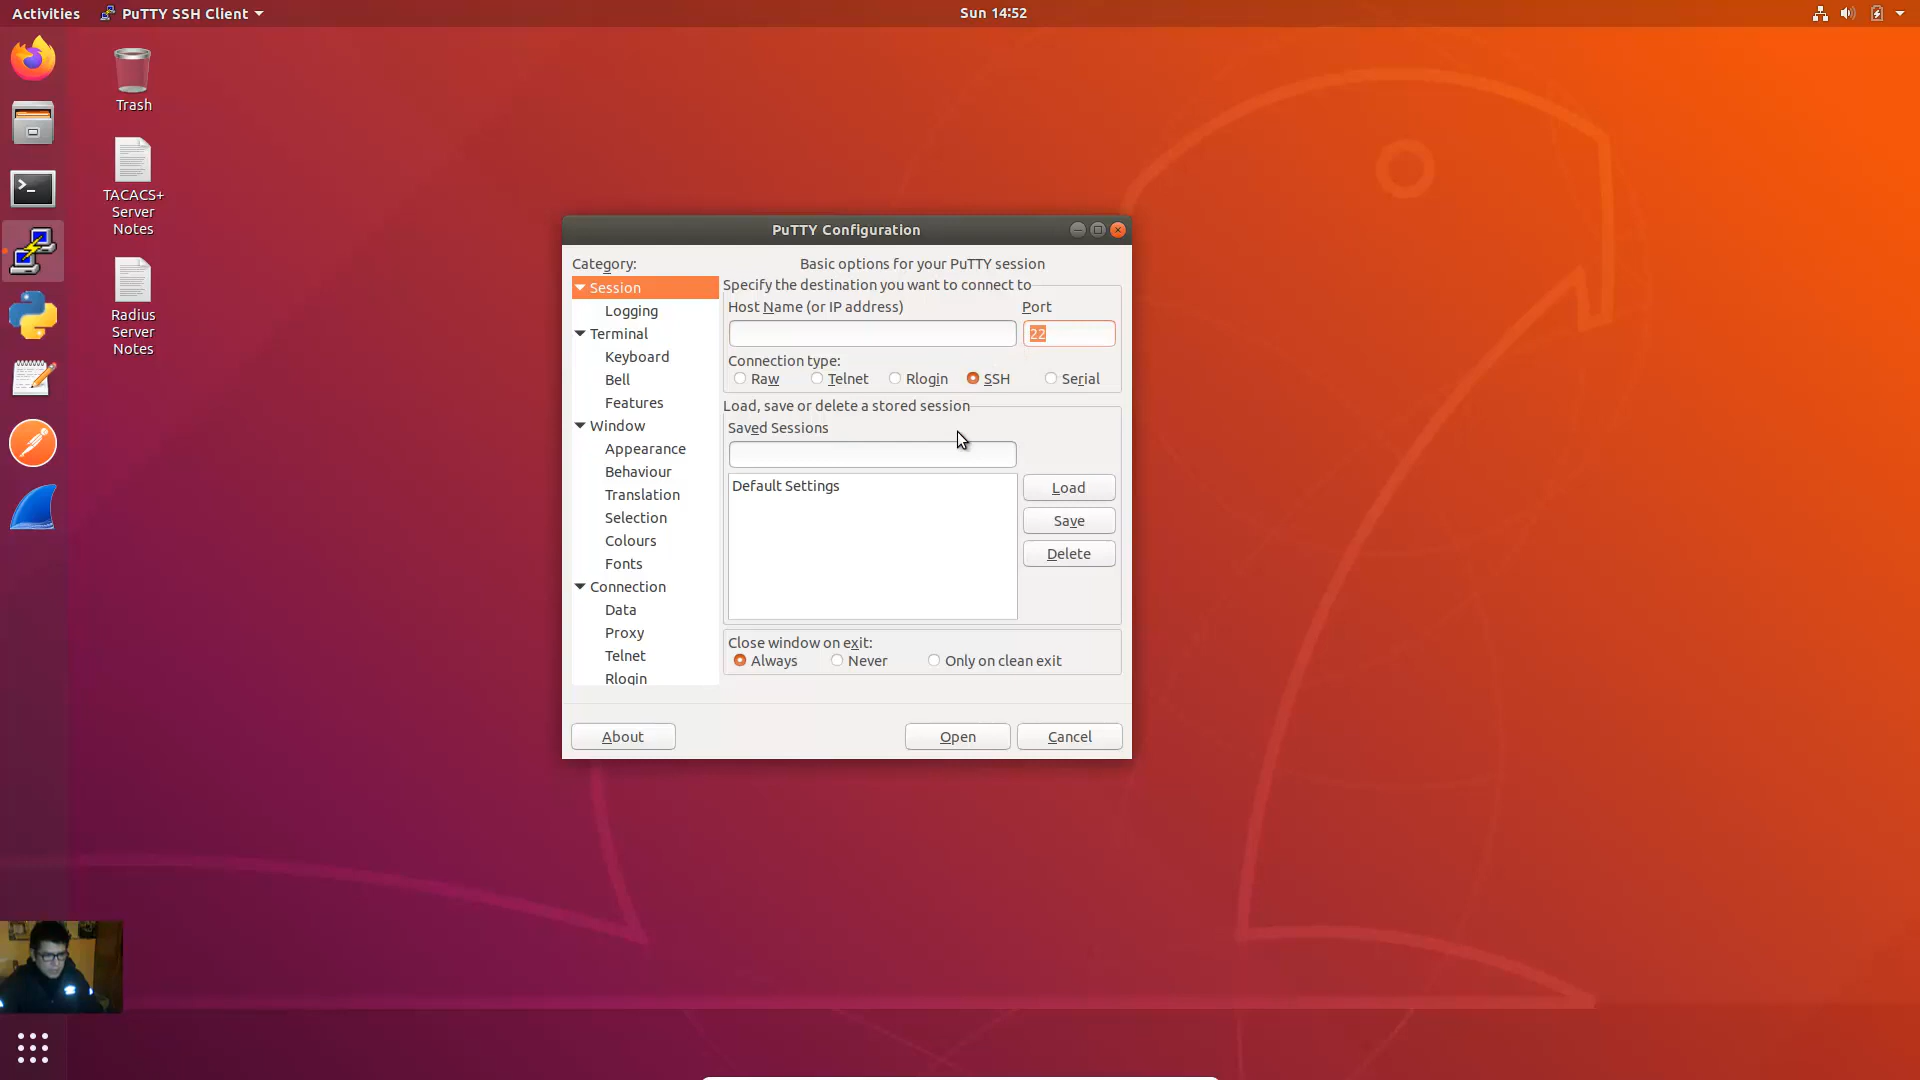 Activities
PuTTY SSH Client
Sun 14:52
Trash
TACACS+
Server
Notes
Radius
Server
Notes
PuTTY Configuration
Category:
Session
Logging
Terminal
Keyboard
Bell
Features
Window
Appearance
Behaviour
Translation
Selection
Colours
Fonts
Connection
Data
Proxy
Telnet
Rlogin
Basic options for your PuTTY session
Specify the destination you want to connect to
Host Name (or IP address)
Port
22
Connection type:
Raw
Telnet
Rlogin
SSH
Serial
Load, save or delete a stored session
Saved Sessions
Default Settings
Load
Save
Delete
Close window on exit:
Always
Never
Only on clean exit
About
Open
Cancel